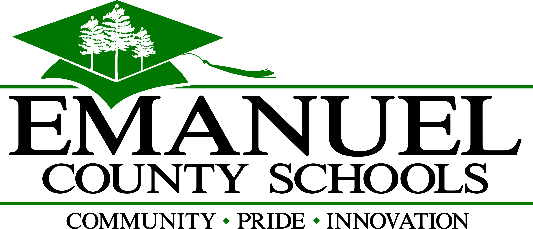 EMANUEL
COUNTY SCHOOLS
COMMUNITY • PRIDE • INNOVATION